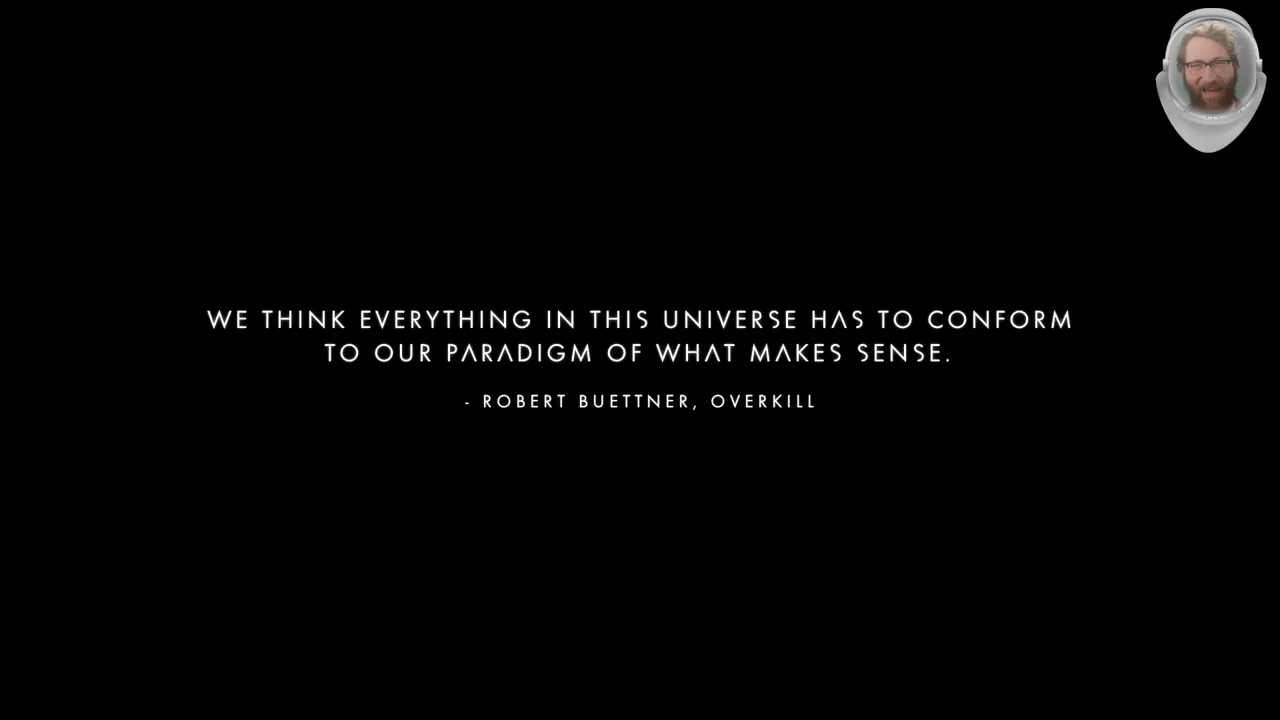 WE THINK EVERYTHING IN THIS UNIVERSE HAS TO CONFORM
TO OUR PARADIGM OF WHAT MAKES SENSE.
- ROBERT BUETTNER, OVERKILL